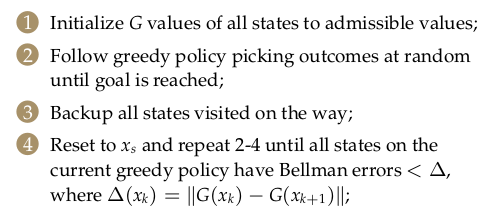 1 Initialize G values of all states to admissible values;
2 Follow greedy policy picking outcomes at random
until goal is reached;
3 Backup all states visited on the way;
4 Reset to x_s and repeat 2-4 until all states on the
current greedy policy have Bellman errors < Δ,
where Δ(x_k) = ‖G(x_k) − G(x_{k+1})‖;